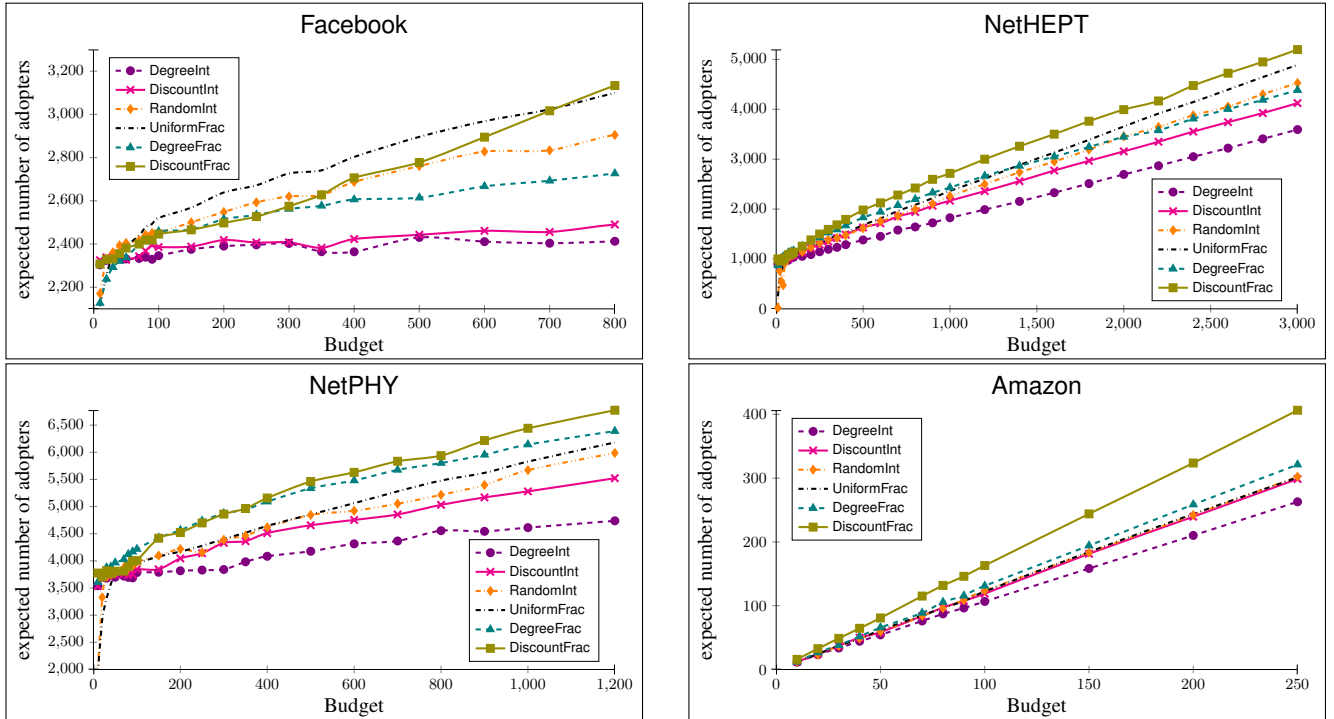 Facebook
expected number of adopters
3,200
3,000
2,800
2,600
2,400
2,200
DegreeInt
DiscountInt
RandomInt
UniformFrac
DegreeFrac
DiscountFrac
0 100 200 300 400 500 600 700 800
Budget
NetHEPT
expected number of adopters
5,000
4,000
3,000
2,000
1,000
0
DegreeInt
DiscountInt
RandomInt
UniformFrac
DegreeFrac
DiscountFrac
0 500 1,000 1,500 2,000 2,500 3,000
Budget
NetPHY
expected number of adopters
6,500
6,000
5,500
5,000
4,500
4,000
3,500
3,000
2,500
2,000
DegreeInt
DiscountInt
RandomInt
UniformFrac
DegreeFrac
DiscountFrac
0 200 400 600 800 1,000 1,200
Budget
Amazon
expected number of adopters
400
300
200
100
0
DegreeInt
DiscountInt
RandomInt
UniformFrac
DegreeFrac
DiscountFrac
0 50 100 150 200 250
Budget